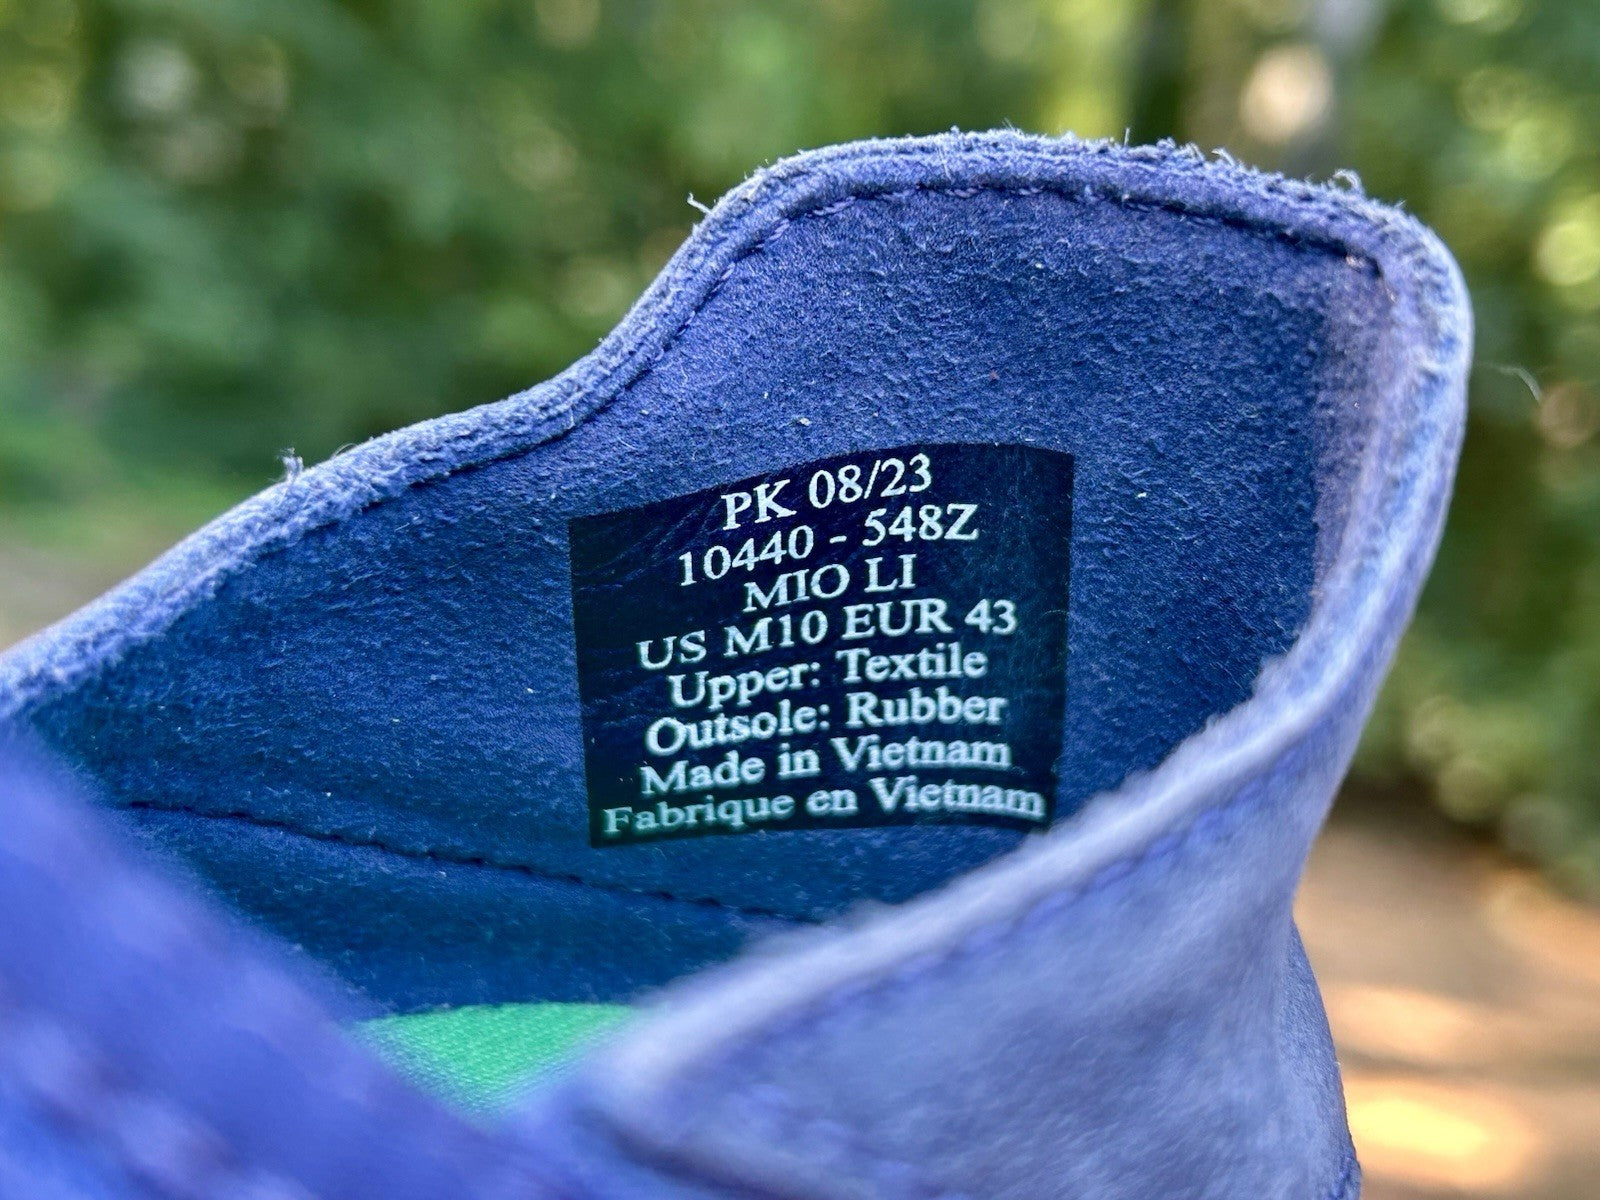 PK 08/23
10440 - 548Z
MIO LI
US M10 EUR 43
Upper: Textile
Outsole: Rubber
Made in Vietnam
Fabrique en Vietnam